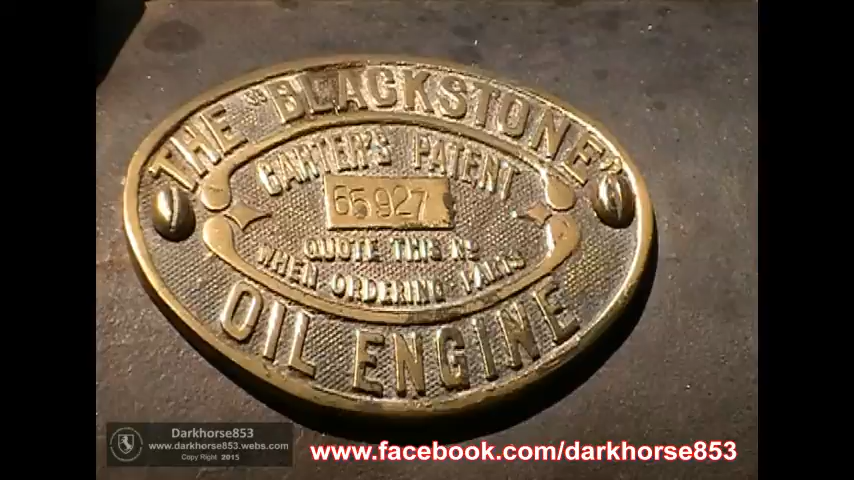 THE "BLACKSTONE"
CARTER'S PATENT
65927
QUOTE THIS No
WHEN ORDERING PARTS
OIL ENGINE
Darkhorse853
www.darkhorse853.webs.com
Copy Right 2015
www.facebook.com/darkhorse853